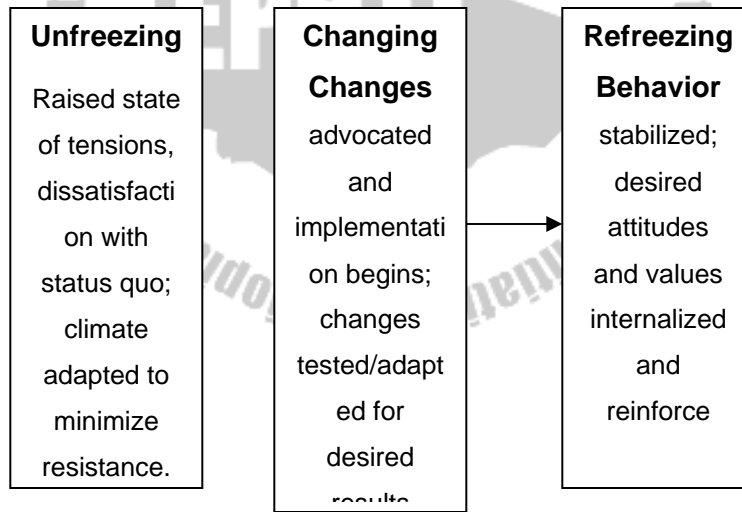 Unfreezing
Raised state
of tensions,
dissatisfacti
on with
status quo;
climate
adapted to
minimize
resistance.
Changing
Changes
advocated
and
implementati
on begins;
changes
tested/adapt
ed for
desired
results
Refreezing
Behavior
stabilized;
desired
attitudes
and values
internalized
and
reinforce